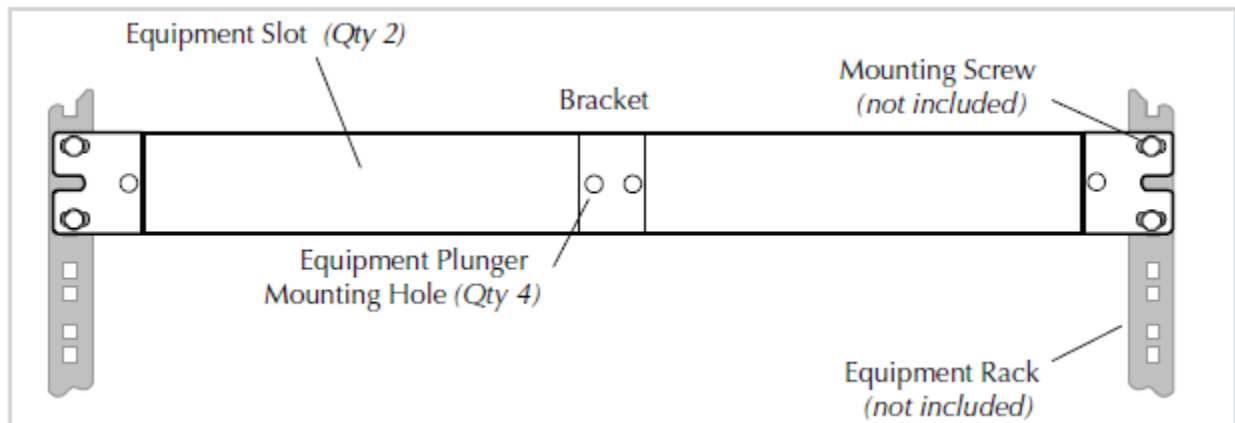 Equipment Slot (Qty 2)
Mounting Screw
(not included)
Bracket
Equipment Plunger
Mounting Hole (Qty 4)
Equipment Rack
(not included)